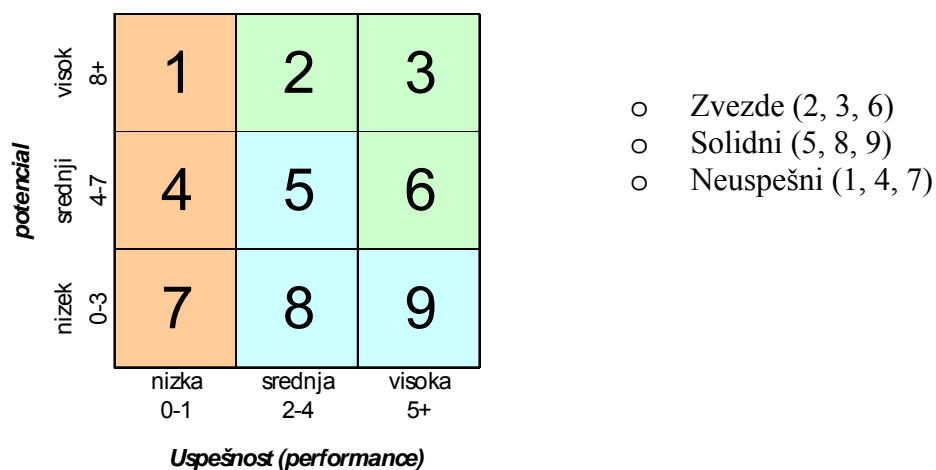 potencial
visok
8+
1 2 3
srednji
4-7
4 5 6
nizek
0-3
7 8 9
nizka srednja visoka
0-1 2-4 5+
Uspešnost (performance)
o Zvezde (2, 3, 6)
o Solidni (5, 8, 9)
o Neuspešni (1, 4, 7)